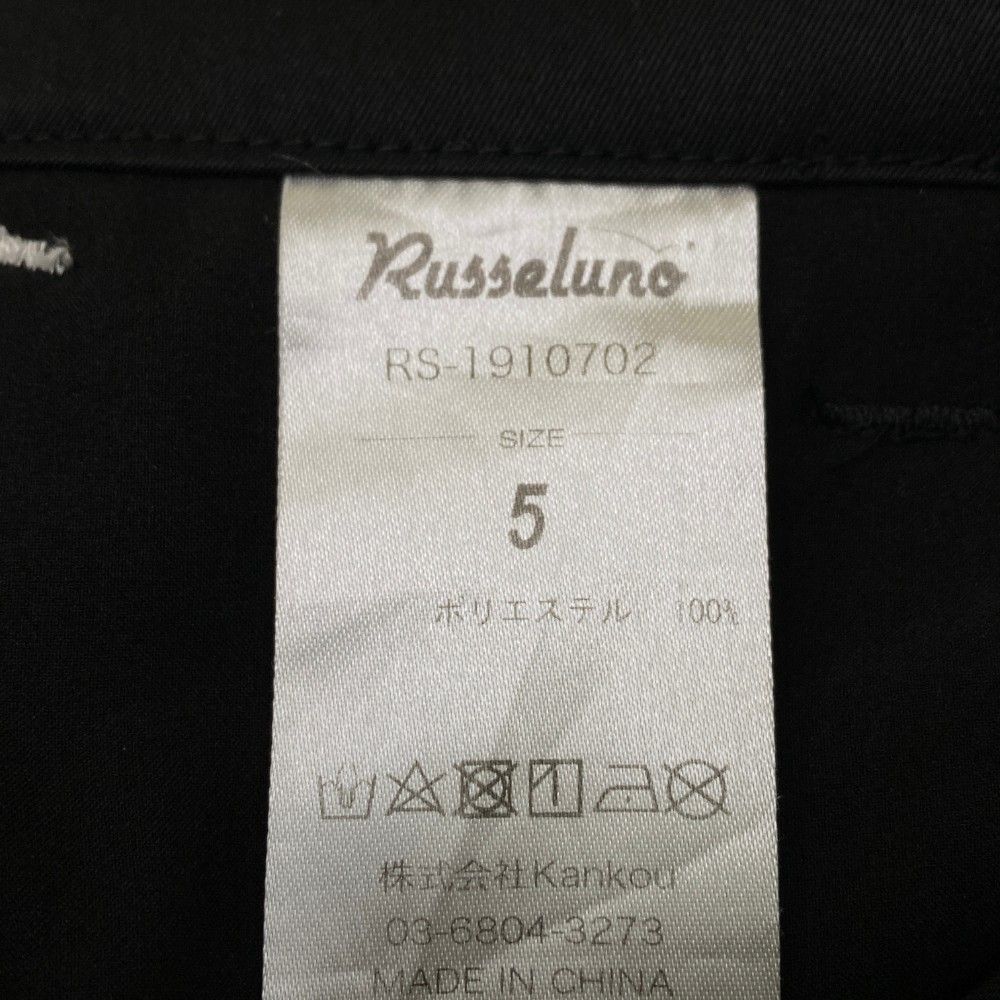 Russeluno
RS-1910702
SIZE
5
ポリエステル 100%
株式会社Kankou
03-6804-3273
MADE IN CHINA